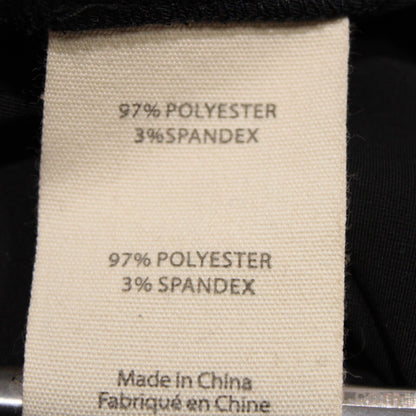 97% POLYESTER
3%SPANDEX
97% POLYESTER
3% SPANDEX
Made in China
Fabriqué en Chine